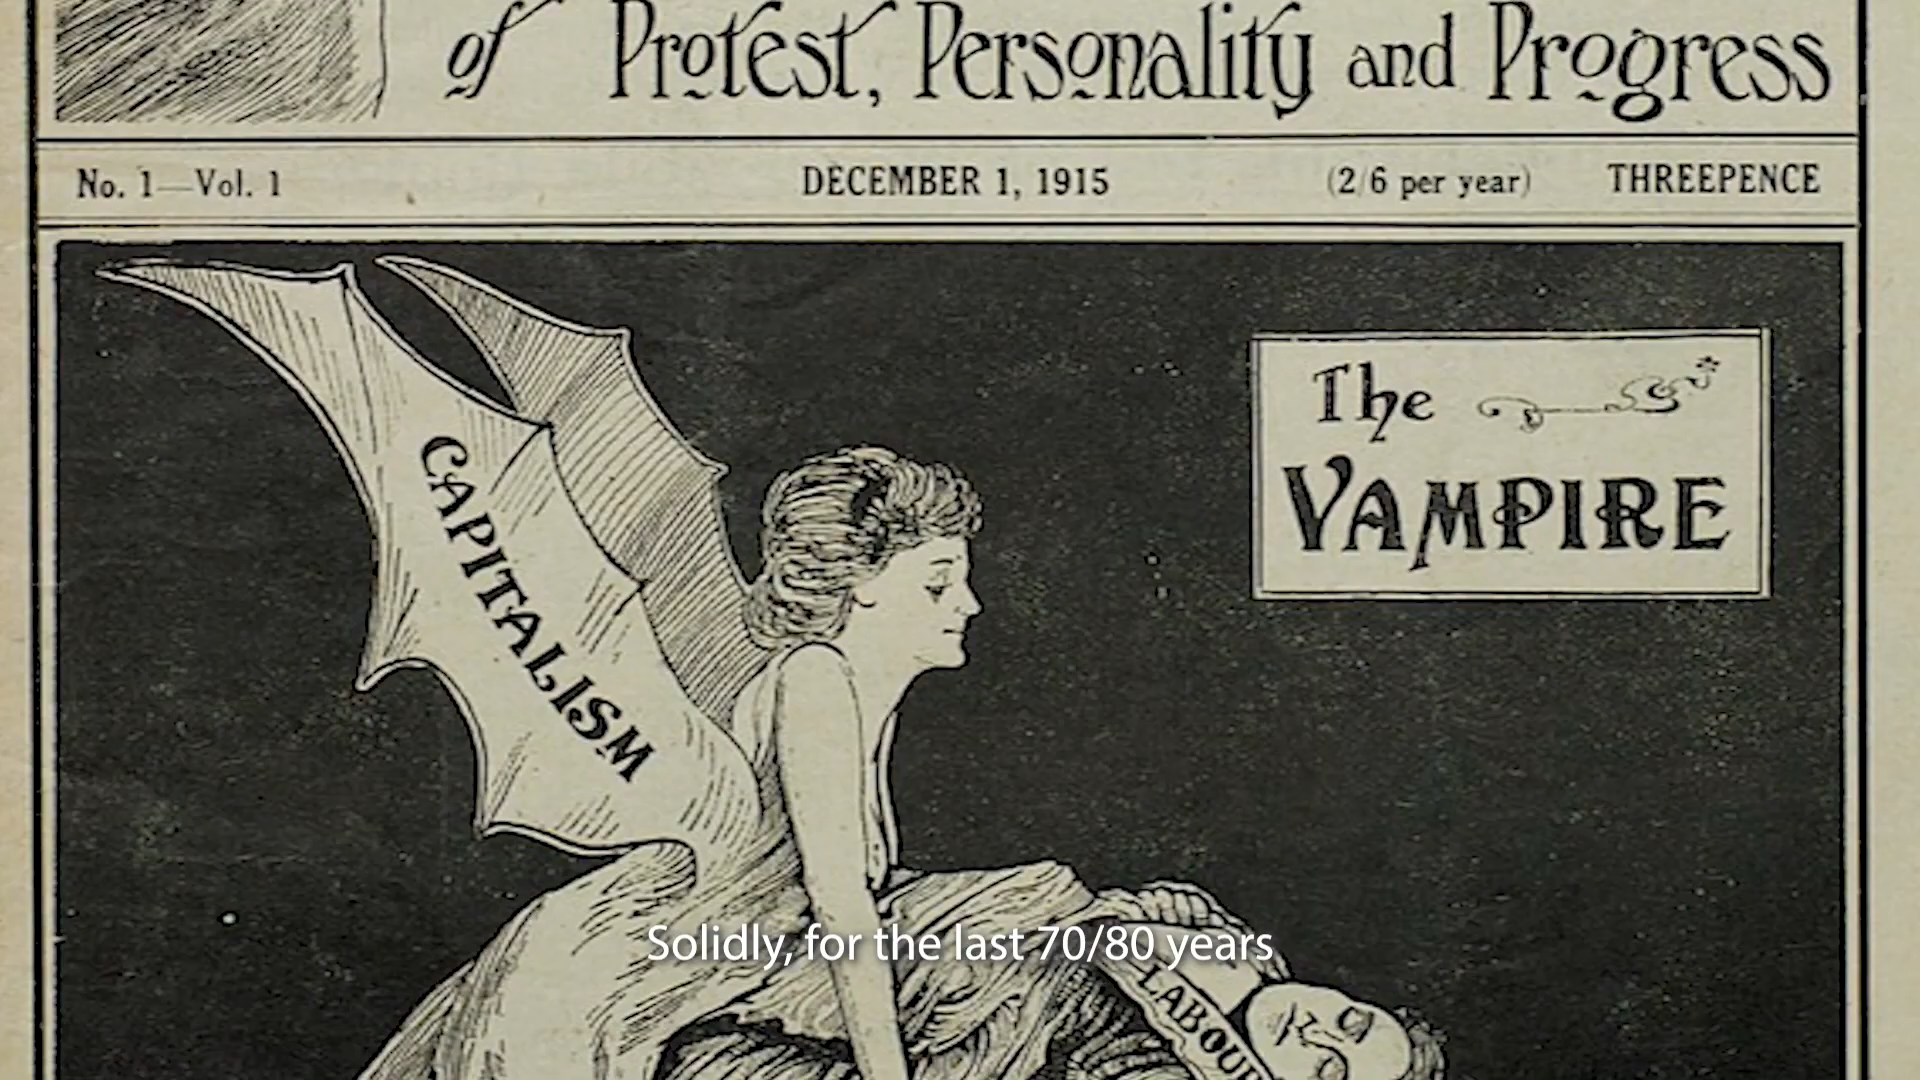 of Protest, Personality and Progress
No. 1—Vol. 1 DECEMBER 1, 1915 (2/6 per year) THREEPENCE
The
VAMPIRE
CAPITALISM
Solidly, for the last 70/80 years
LABOUR